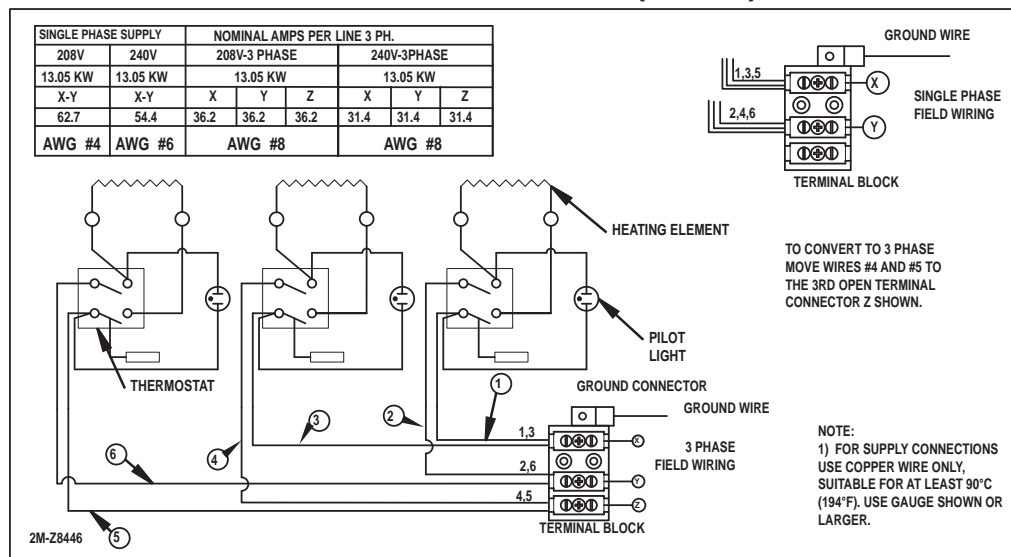 SINGLE PHASE SUPPLY NOMINAL AMPS PER LINE 3 PH.
208V 240V 208V-3 PHASE 240V-3PHASE
13.05 KW 13.05 KW 13.05 KW 13.05 KW
X-Y X-Y X Y Z X Y Z
62.7 54.4 36.2 36.2 36.2 31.4 31.4 31.4
AWG #4 AWG #6 AWG #8 AWG #8
GROUND WIRE
1,3,5
X
SINGLE PHASE
FIELD WIRING
2,4,6
Y
TERMINAL BLOCK
HEATING ELEMENT
TO CONVERT TO 3 PHASE
MOVE WIRES #4 AND #5 TO
THE 3RD OPEN TERMINAL
CONNECTOR Z SHOWN.
PILOT
LIGHT
THERMOSTAT
1
2
3
4
5
6
GROUND CONNECTOR
GROUND WIRE
1,3
X
3 PHASE
FIELD WIRING
2,6
Y
4,5
Z
TERMINAL BLOCK
NOTE:
1) FOR SUPPLY CONNECTIONS
USE COPPER WIRE ONLY,
SUITABLE FOR AT LEAST 90°C
(194°F). USE GAUGE SHOWN OR
LARGER.
2M-Z8446